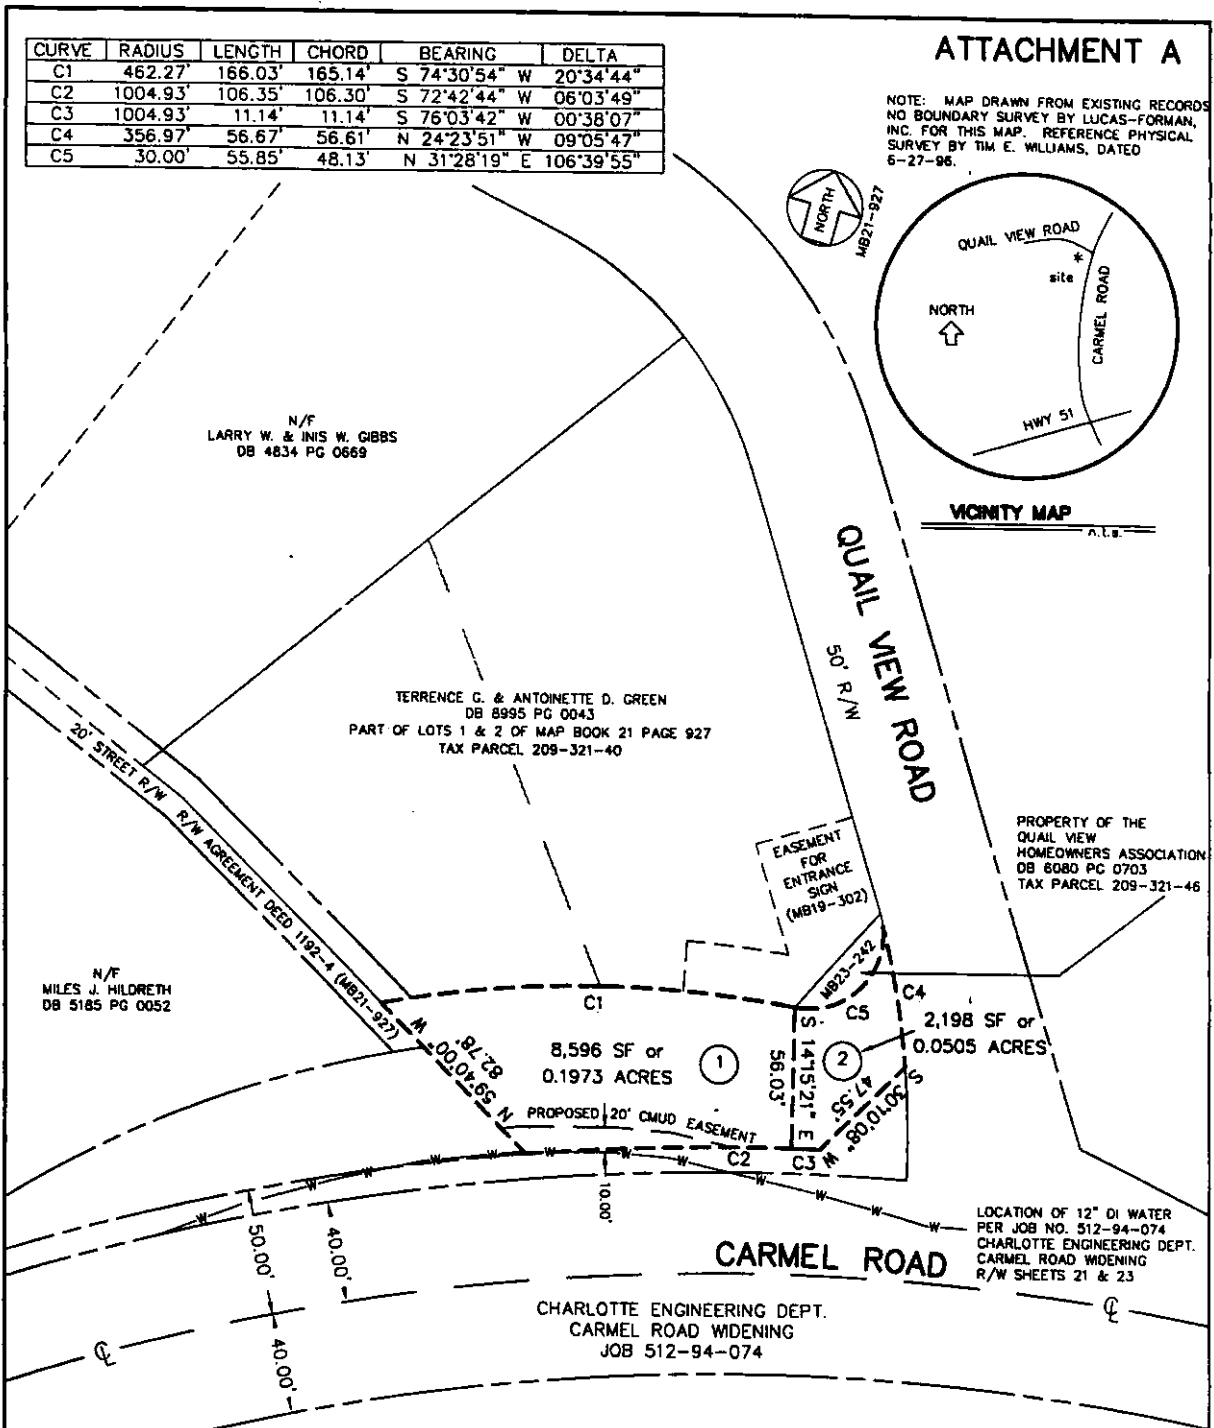 ATTACHMENT A
CURVE RADIUS LENGTH CHORD BEARING DELTA
C1 462.27' 166.03' 165.14' S 74°30'54" W 20°34'44"
C2 1004.93' 106.35' 106.30' S 72°42'44" W 06°03'49"
C3 1004.93' 11.14' 11.14' S 76°03'42" W 00°38'07"
C4 356.97' 56.67' 56.61' N 24°23'51" W 09°05'47"
C5 30.00' 55.85' 48.13' N 31°28'19" E 106°39'55"
NOTE: MAP DRAWN FROM EXISTING RECORDS
NO BOUNDARY SURVEY BY LUCAS-FORMAN,
INC. FOR THIS MAP. REFERENCE PHYSICAL
SURVEY BY TIM E. WILLIAMS, DATED
6-27-96.
NORTH
MB21-927
QUAIL VIEW ROAD
*
site
CARMEL ROAD
NORTH
HWY 51
VICINITY MAP
n.t.s.
N/F
LARRY W. & INIS W. GIBBS
DB 4834 PG 0669
QUAIL VIEW ROAD
50' R/W
TERRENCE G. & ANTOINETTE D. GREEN
DB 8995 PG 0043
PART OF LOTS 1 & 2 OF MAP BOOK 21 PAGE 927
TAX PARCEL 209-321-40
20' STREET R/W R/W AGREEMENT DEED 1192-4 (MB21-927)
EASEMENT
FOR
ENTRANCE
SIGN
(MB19-302)
PROPERTY OF THE
QUAIL VIEW
HOMEOWNERS ASSOCIATION
DB 6080 PG 0703
TAX PARCEL 209-321-46
N/F
MILES J. HILDRETH
DB 5185 PG 0052
MB23-242
C1
C5
C4
N 59°40'00" W
82.78'
8,596 SF or
0.1973 ACRES
1
S 14°15'21" E
56.03'
2
2,198 SF or
0.0505 ACRES
S 30°10'08" W
47.55'
PROPOSED 20' CMUD EASEMENT
C2
C3
W W W W W W W W W W W
10.00'
50.00'
40.00'
40.00'
LOCATION OF 12" DI WATER
PER JOB NO. 512-94-074
CHARLOTTE ENGINEERING DEPT.
CARMEL ROAD WIDENING
R/W SHEETS 21 & 23
CARMEL ROAD
CHARLOTTE ENGINEERING DEPT.
CARMEL ROAD WIDENING
JOB 512-94-074
℄
℄